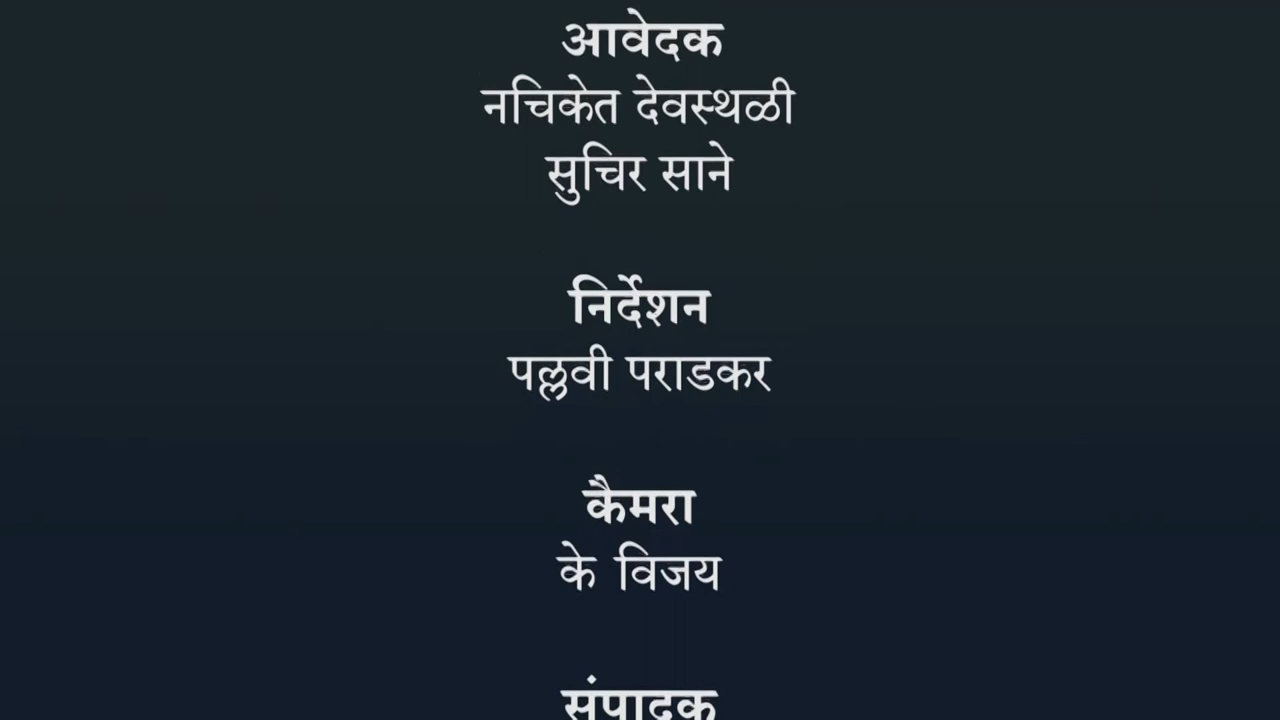 आवेदक
नचिकेत देवस्थळी
सुचिर साने
निर्देशन
पल्लवी पराडकर
कैमरा
के विजय
संपादक